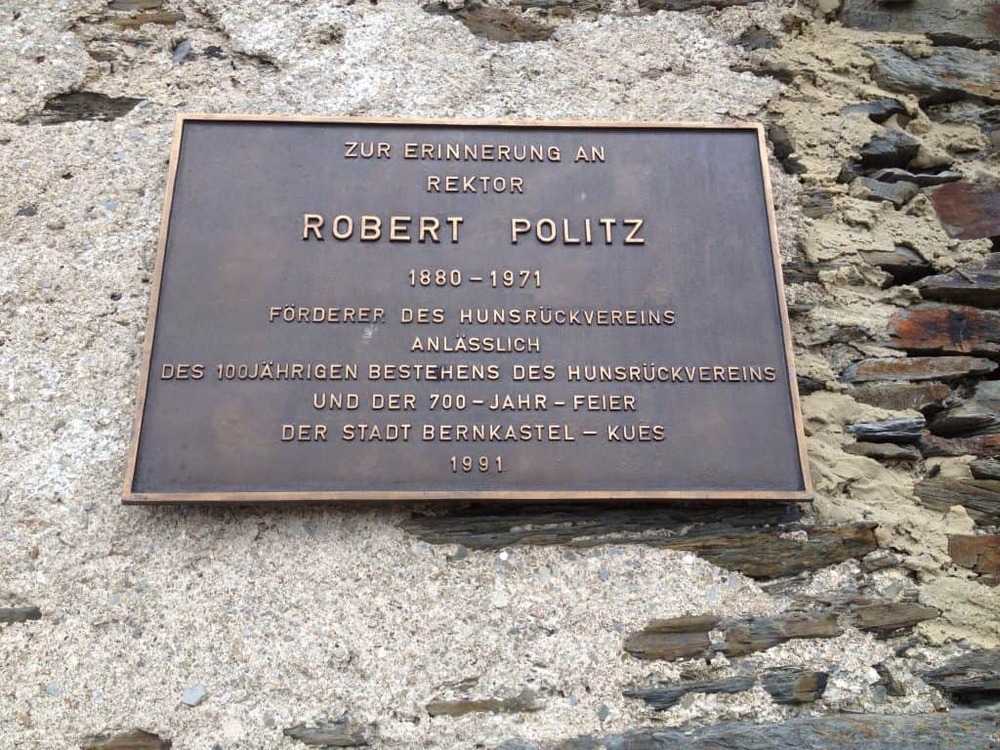 ZUR ERINNERUNG AN
REKTOR
ROBERT POLITZ
1880-1971
FÖRDERER DES HUNSRÜCKVEREINS
ANLÄSSLICH
DES 100JÄHRIGEN BESTEHENS DES HUNSRÜCKVEREINS
UND DER 700-JAHR-FEIER
DER STADT BERNKASTEL-KUES
1991